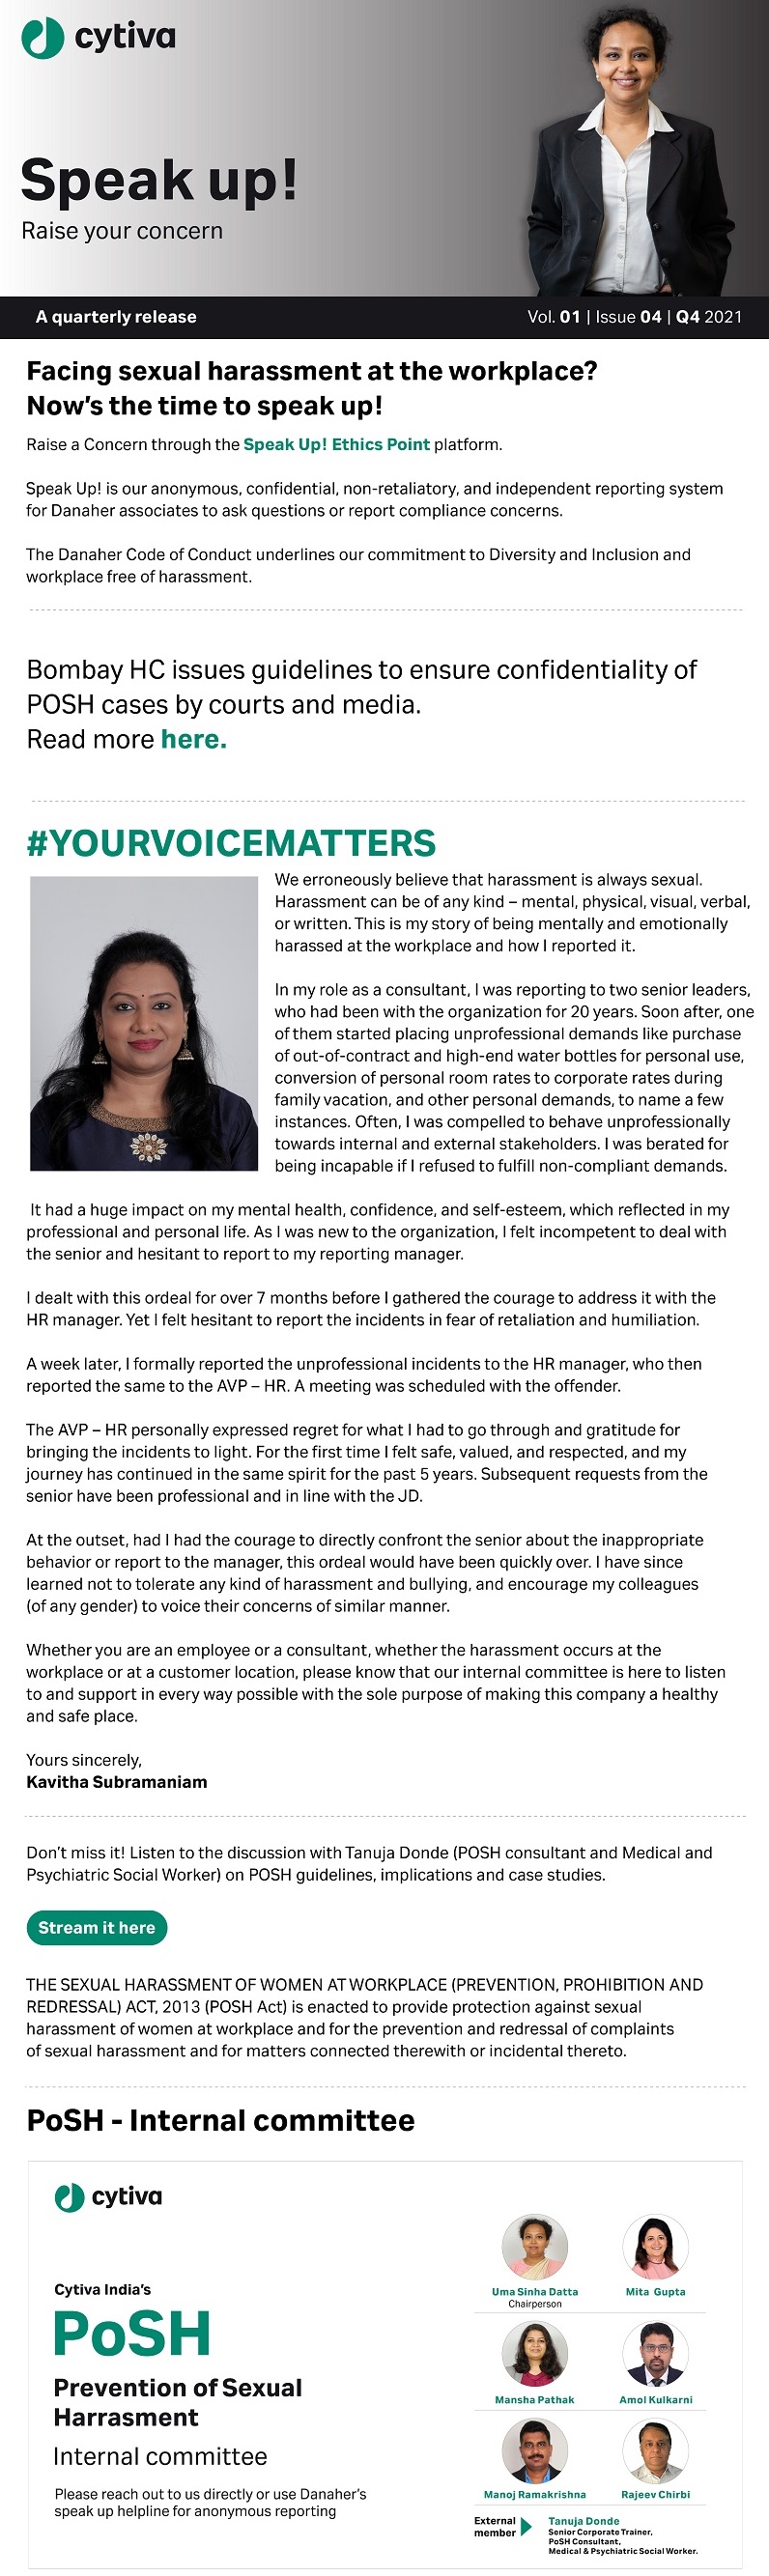 cytiva
Speak up!
Raise your concern
A quarterly release
Vol. 01 | Issue 04 | Q4 2021
Facing sexual harassment at the workplace?
Now's the time to speak up!
Raise a Concern through the Speak Up! Ethics Point platform.
Speak Up! is our anonymous, confidential, non-retaliatory, and independent reporting system
for Danaher associates to ask questions or report compliance concerns.
The Danaher Code of Conduct underlines our commitment to Diversity and Inclusion and
workplace free of harassment.
Bombay HC issues guidelines to ensure confidentiality of
POSH cases by courts and media.
Read more here.
#YOURVOICEMATTERS
We erroneously believe that harassment is always sexual.
Harassment can be of any kind – mental, physical, visual, verbal,
or written. This is my story of being mentally and emotionally
harassed at the workplace and how I reported it.
In my role as a consultant, I was reporting to two senior leaders,
who had been with the organization for 20 years. Soon after, one
of them started placing unprofessional demands like purchase
of out-of-contract and high-end water bottles for personal use,
conversion of personal room rates to corporate rates during
family vacation, and other personal demands, to name a few
instances. Often, I was compelled to behave unprofessionally
towards internal and external stakeholders. I was berated for
being incapable if I refused to fulfill non-compliant demands.
It had a huge impact on my mental health, confidence, and self-esteem, which reflected in my
professional and personal life. As I was new to the organization, I felt incompetent to deal with
the senior and hesitant to report to my reporting manager.
I dealt with this ordeal for over 7 months before I gathered the courage to address it with the
HR manager. Yet I felt hesitant to report the incidents in fear of retaliation and humiliation.
A week later, I formally reported the unprofessional incidents to the HR manager, who then
reported the same to the AVP – HR. A meeting was scheduled with the offender.
The AVP – HR personally expressed regret for what I had to go through and gratitude for
bringing the incidents to light. For the first time I felt safe, valued, and respected, and my
journey has continued in the same spirit for the past 5 years. Subsequent requests from the
senior have been professional and in line with the JD.
At the outset, had I had the courage to directly confront the senior about the inappropriate
behavior or report to the manager, this ordeal would have been quickly over. I have since
learned not to tolerate any kind of harassment and bullying, and encourage my colleagues
(of any gender) to voice their concerns of similar manner.
Whether you are an employee or a consultant, whether the harassment occurs at the
workplace or at a customer location, please know that our internal committee is here to listen
to and support in every way possible with the sole purpose of making this company a healthy
and safe place.
Yours sincerely,
Kavitha Subramaniam
Don't miss it! Listen to the discussion with Tanuja Donde (POSH consultant and Medical and
Psychiatric Social Worker) on POSH guidelines, implications and case studies.
Stream it here
THE SEXUAL HARASSMENT OF WOMEN AT WORKPLACE (PREVENTION, PROHIBITION AND
REDRESSAL) ACT, 2013 (POSH Act) is enacted to provide protection against sexual
harassment of women at workplace and for the prevention and redressal of complaints
of sexual harassment and for matters connected therewith or incidental thereto.
PoSH - Internal committee
cytiva
Cytiva India's
PoSH
Prevention of Sexual
Harrasment
Internal committee
Please reach out to us directly or use Danaher's
speak up helpline for anonymous reporting
Uma Sinha Datta
Chairperson
Mita Gupta
Mansha Pathak
Amol Kulkarni
Manoj Ramakrishna
Rajeev Chirbi
External
member
Tanuja Donde
Senior Corporate Trainer,
PoSH Consultant,
Medical & Psychiatric Social Worker.